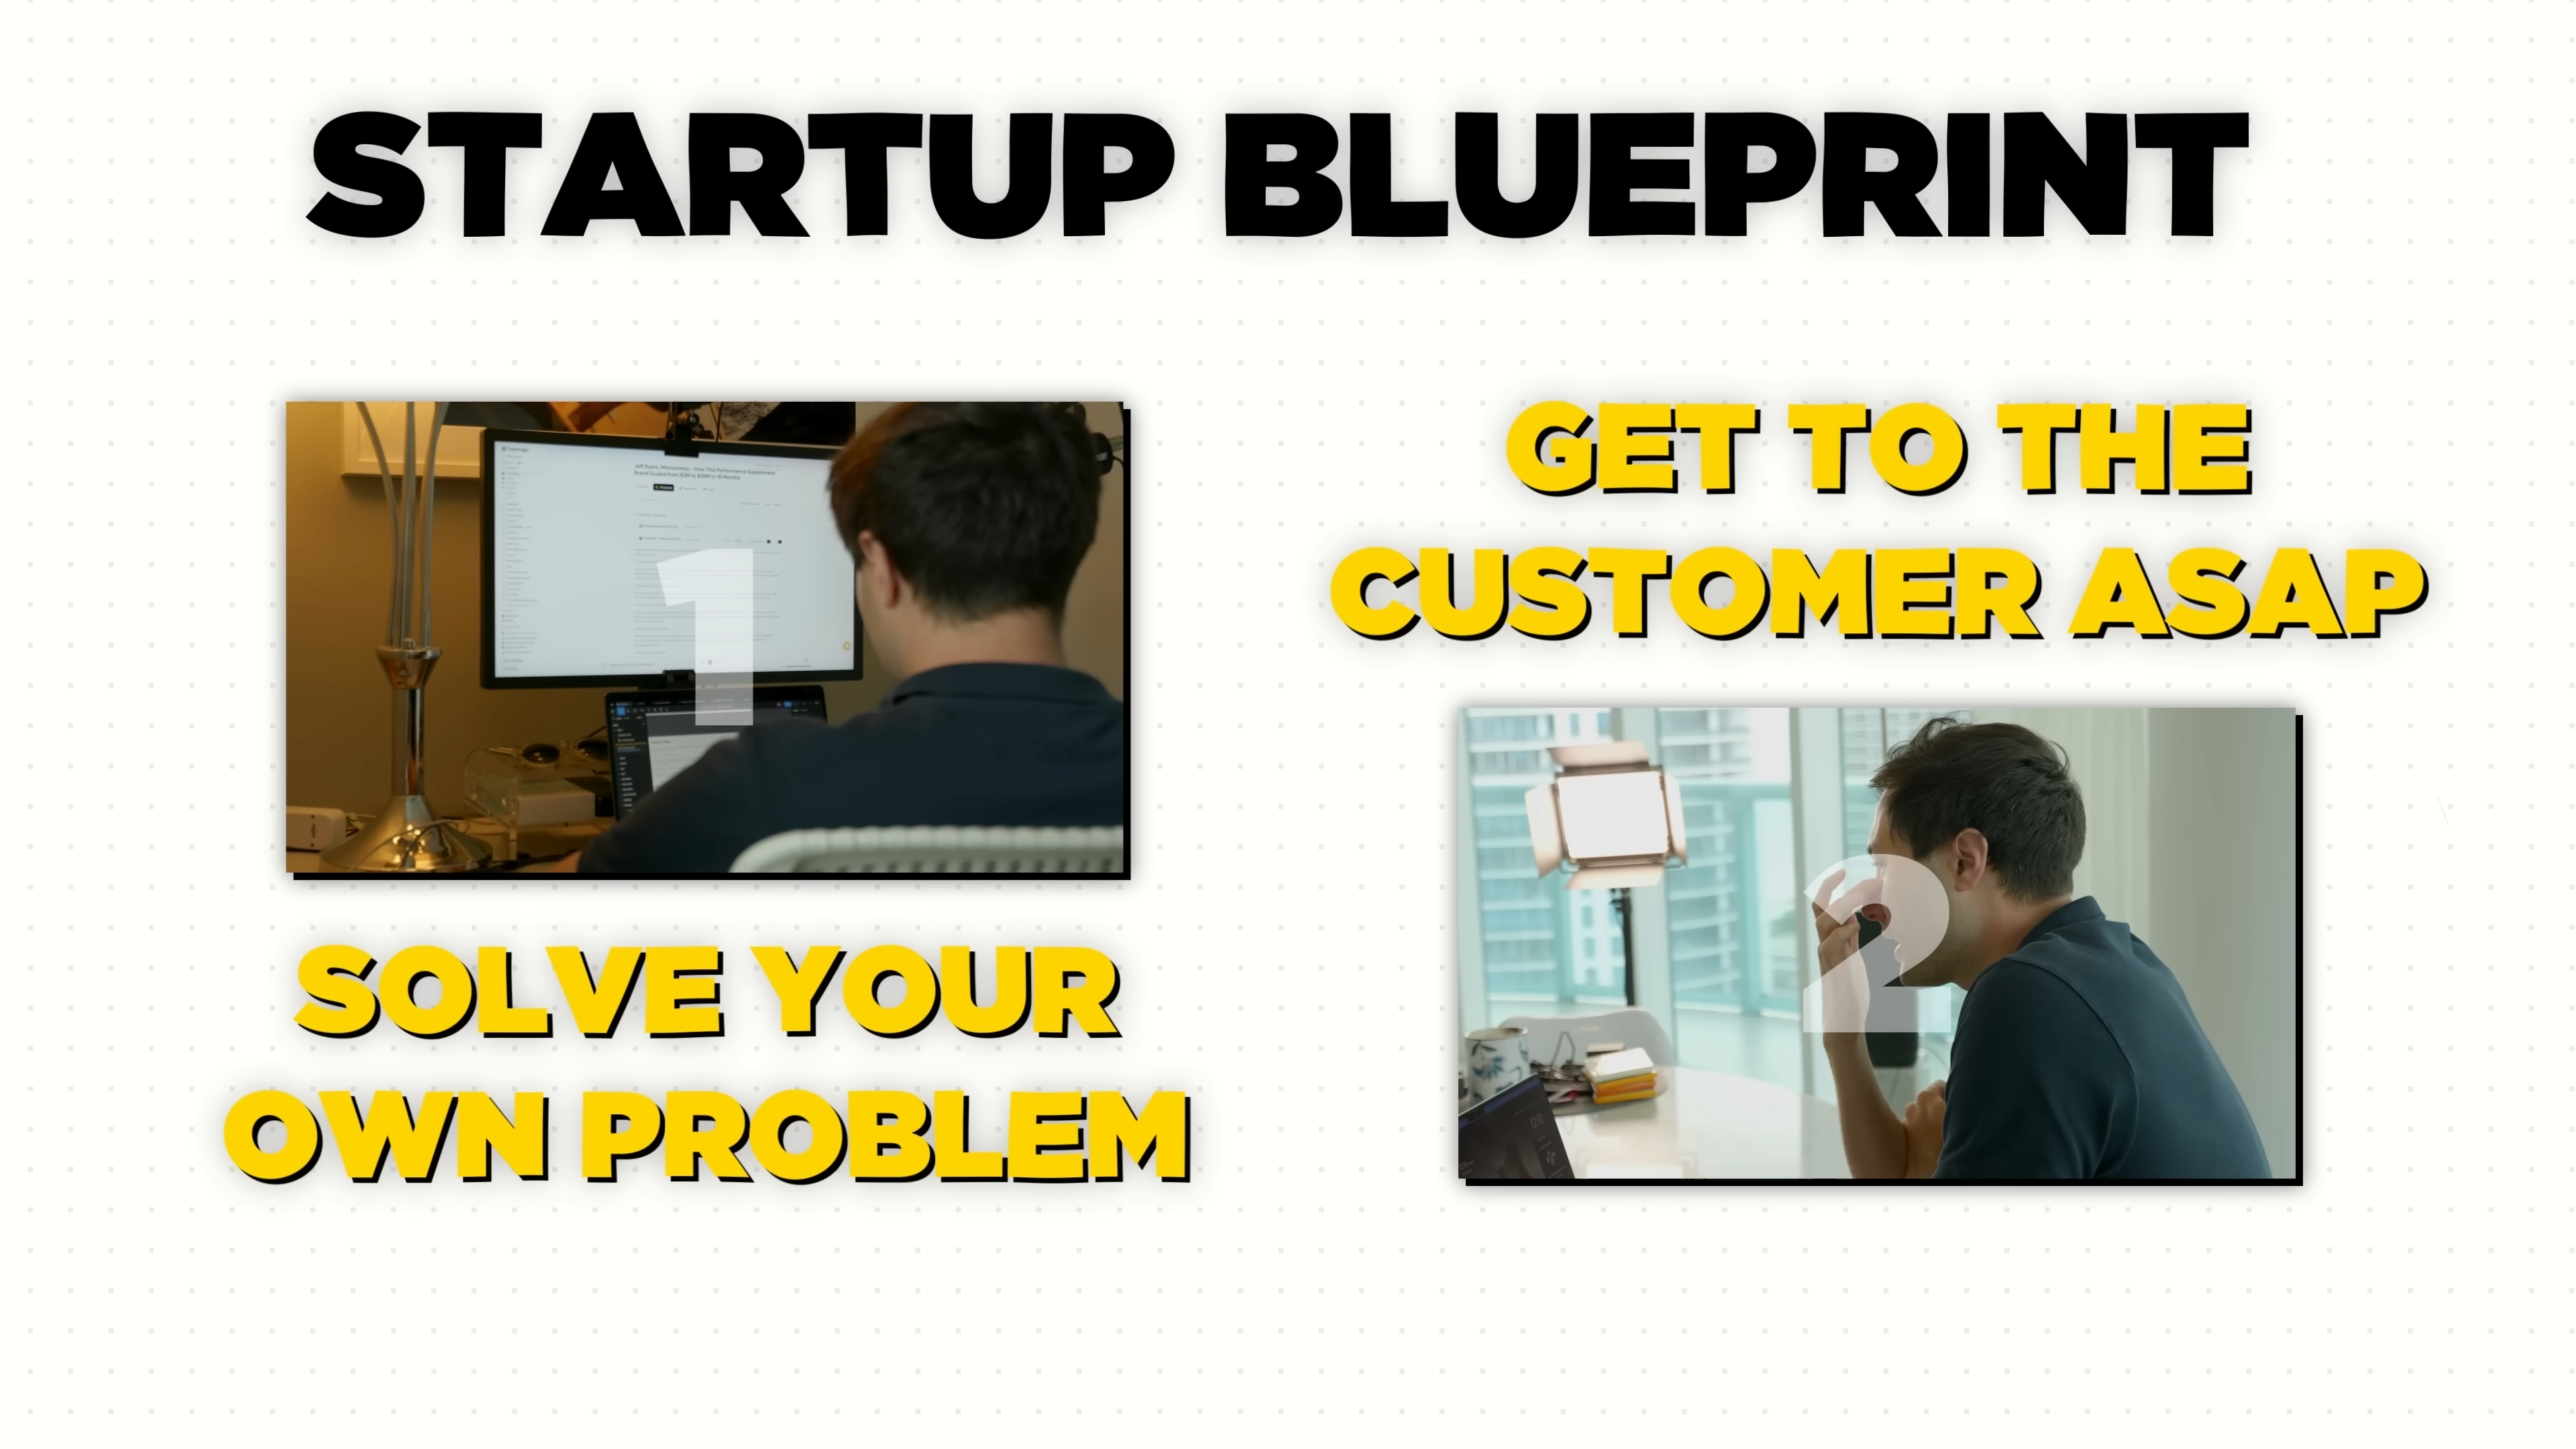 STARTUP BLUEPRINT
1
SOLVE YOUR
OWN PROBLEM
GET TO THE
CUSTOMER ASAP
2